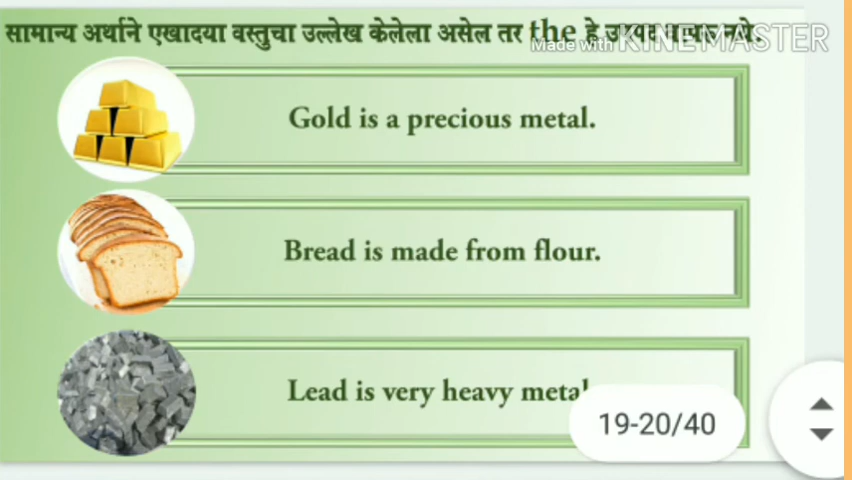 सामान्य अर्थाने एखादया वस्तुचा उल्लेख केलेला असेल तर the हे
Made with KINEMASTER
Gold is a precious metal.
Bread is made from flour.
Lead is very heavy metal
19-20/40